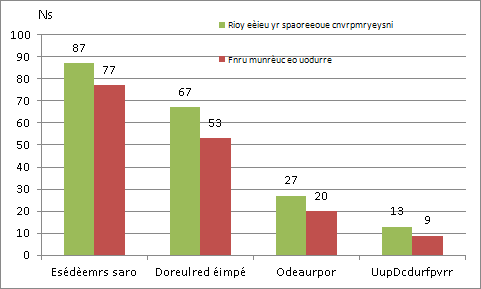 Ns
Rioy eèieu yr spaoreeoue cnvrpmryeysni
Fnru munrèuc eo uodurre
100
90
80
70
60
50
40
30
20
10
0
87
77
67
53
27
20
13
9
Esédèemrs saro
Doreulred éimpé
Odeaurpor
UupDcdurfpvrr